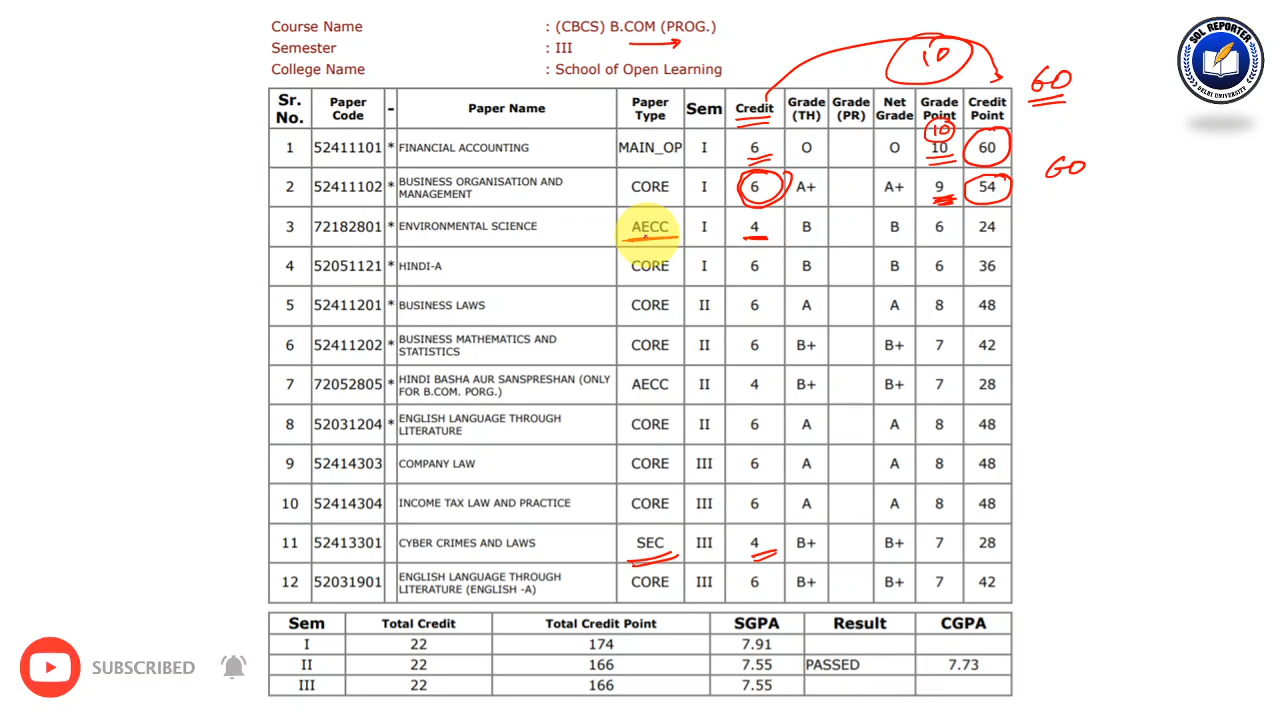 Course Name : (CBCS) B.COM (PROG.)
Semester : III
College Name : School of Open Learning
10
60
SOL REPORTER
DELHI UNIVERSITY
Sr. No. Paper Code - Paper Name Paper Type Sem Credit Grade (TH) Grade (PR) Net Grade Grade Point Credit Point
10
1 52411101 * FINANCIAL ACCOUNTING MAIN_OP I 6 O O 10 60
60
2 52411102 * BUSINESS ORGANISATION AND MANAGEMENT CORE I 6 A+ A+ 9 54
3 72182801 * ENVIRONMENTAL SCIENCE AECC I 4 B B 6 24
4 52051121 * HINDI-A CORE I 6 B B 6 36
5 52411201 * BUSINESS LAWS CORE II 6 A A 8 48
6 52411202 * BUSINESS MATHEMATICS AND STATISTICS CORE II 6 B+ B+ 7 42
7 72052805 * HINDI BASHA AUR SANSPRESHAN (ONLY FOR B.COM. PORG.) AECC II 4 B+ B+ 7 28
8 52031204 * ENGLISH LANGUAGE THROUGH LITERATURE CORE II 6 A A 8 48
9 52414303 COMPANY LAW CORE III 6 A A 8 48
10 52414304 INCOME TAX LAW AND PRACTICE CORE III 6 A A 8 48
11 52413301 CYBER CRIMES AND LAWS SEC III 4 B+ B+ 7 28
12 52031901 ENGLISH LANGUAGE THROUGH LITERATURE (ENGLISH -A) CORE III 6 B+ B+ 7 42
Sem Total Credit Total Credit Point SGPA Result CGPA
I 22 174 7.91
II 22 166 7.55 PASSED 7.73
III 22 166 7.55
SUBSCRIBED